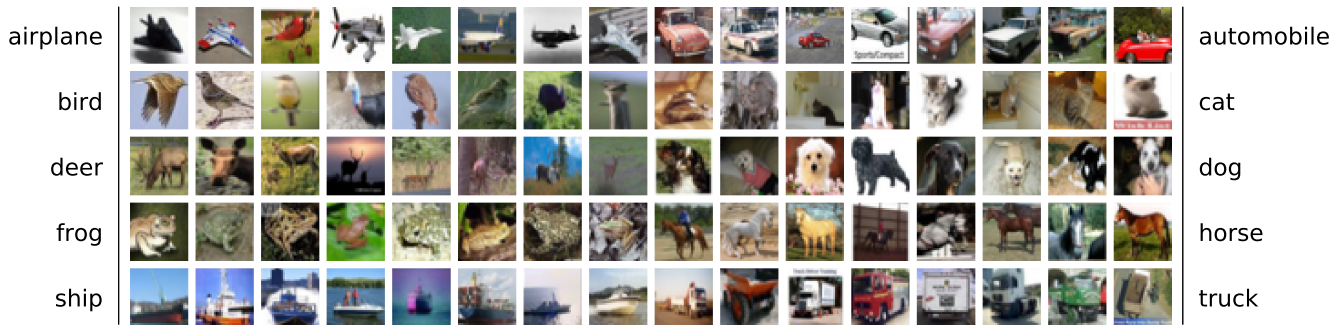 airplane
automobile
Sports/Compact
bird
cat
deer
dog
frog
horse
ship
truck